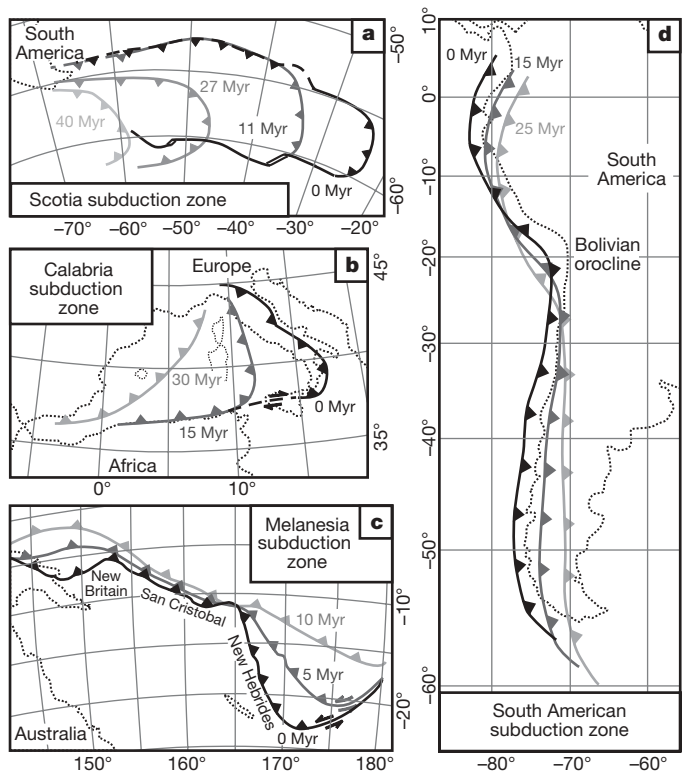 a
South
America
40 Myr
27 Myr
11 Myr
0 Myr
–50°
–60°
Scotia subduction zone
–70° –60° –50° –40° –30° –20°
b
Calabria
subduction
zone
Europe
45°
30 Myr
0 Myr
15 Myr
35°
Africa
0° 10°
c
Melanesia
subduction
zone
New
Britain
San Cristobal
10 Myr
–10°
5 Myr
New Hebrides
–20°
0 Myr
Australia
150° 160° 170° 180°
d
10°
0 Myr
15 Myr
0°
25 Myr
South
America
–10°
Bolivian
orocline
–20°
–30°
–40°
–50°
–60°
South American
subduction zone
–80° –70° –60°